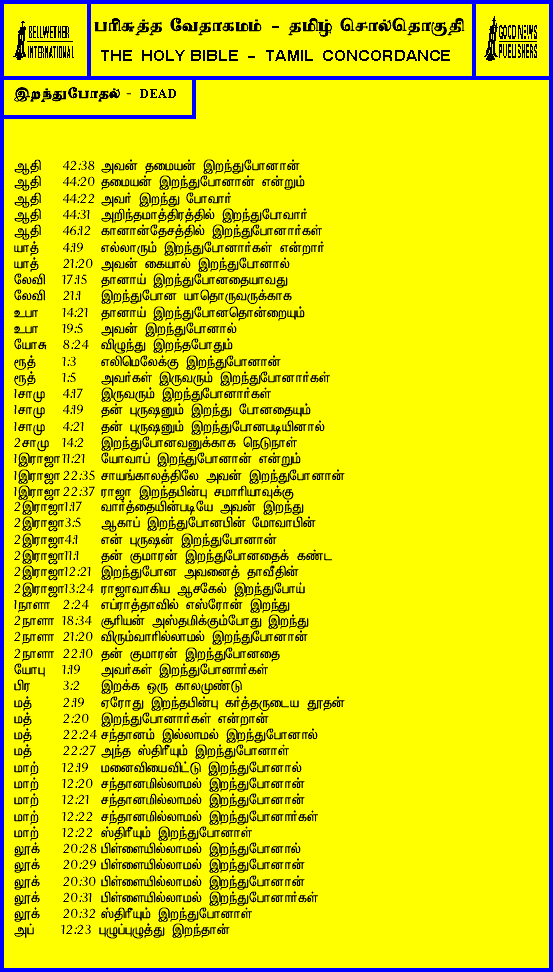 BELLWETHER
INTERNATIONAL
பரிசுத்த வேதாகமம் - தமிழ் சொல்தொகுதி
THE HOLY BIBLE - TAMIL CONCORDANCE
GOOD NEWS
PUBLISHERS
இறந்துபோதல் - DEAD
ஆதி 42:38 அவன் தமையன் இறந்துபோனான்
ஆதி 44:20 தமையன் இறந்துபோனான் என்றும்
ஆதி 44:22 அவர் இறந்து போவார்
ஆதி 44:31 அறிந்தமாத்திரத்தில் இறந்துபோவார்
ஆதி 46:12 கானான்தேசத்தில் இறந்துபோனார்கள்
யாத் 4:19 எல்லாரும் இறந்துபோனார்கள் என்றார்
யாத் 21:20 அவன் கையால் இறந்துபோனால்
லேவி 17:15 தானாய் இறந்துபோனதையாவது
லேவி 21:1 இறந்துபோன யாதொருவருக்காக
உபா 14:21 தானாய் இறந்துபோனதொன்றையும்
உபா 19:5 அவன் இறந்துபோனால்
யோசு 8:24 விழுந்து இறந்தபோதும்
ரூத் 1:3 எலிமெலேக்கு இறந்துபோனான்
ரூத் 1:5 அவர்கள் இருவரும் இறந்துபோனார்கள்
1சாமு 4:17 இருவரும் இறந்துபோனார்கள்
1சாமு 4:19 தன் புருஷனும் இறந்து போனதையும்
1சாமு 4:21 தன் புருஷனும் இறந்துபோனபடியினால்
2சாமு 14:2 இறந்துபோனவனுக்காக நெடுநாள்
1இராஜா 11:21 யோவாப் இறந்துபோனான் என்றும்
1இராஜா 22:35 சாயங்காலத்திலே அவன் இறந்துபோனான்
1இராஜா 22:37 ராஜா இறந்தபின்பு சமாரியாவுக்கு
2இராஜா 1:17 வார்த்தையின்படியே அவன் இறந்து
2இராஜா 3:5 ஆகாப் இறந்துபோனபின் மோவாபின்
2இராஜா 4:1 என் புருஷன் இறந்துபோனான்
2இராஜா 11:1 தன் குமாரன் இறந்துபோனதைக் கண்ட
2இராஜா 12:21 இறந்துபோன அவனைத் தாவீதின்
2இராஜா 13:24 ராஜாவாகிய ஆசகேல் இறந்துபோய்
1நாளா 2:24 எப்ராத்தாவில் எஸ்ரோன் இறந்து
2நாளா 18:34 சூரியன் அஸ்தமிக்கும்போது இறந்து
2நாளா 21:20 விரும்வாரில்லாமல் இறந்துபோனான்
2நாளா 22:10 தன் குமாரன் இறந்துபோனதை
யோபு 1:19 அவர்கள் இறந்துபோனார்கள்
பிர 3:2 இறக்க ஒரு காலமுண்டு
மத் 2:19 ஏரோது இறந்தபின்பு கர்த்தருடைய தூதன்
மத் 2:20 இறந்துபோனார்கள் என்றான்
மத் 22:24 சந்தானம் இல்லாமல் இறந்துபோனால்
மத் 22:27 அந்த ஸ்திரீயும் இறந்துபோனாள்
மாற் 12:19 மனைவியைவிட்டு இறந்துபோனால்
மாற் 12:20 சந்தானமில்லாமல் இறந்துபோனான்
மாற் 12:21 சந்தானமில்லாமல் இறந்துபோனான்
மாற் 12:22 சந்தானமில்லாமல் இறந்துபோனார்கள்
மாற் 12:22 ஸ்திரீயும் இறந்துபோனாள்
லூக் 20:28 பிள்ளையில்லாமல் இறந்துபோனால்
லூக் 20:29 பிள்ளையில்லாமல் இறந்துபோனான்
லூக் 20:30 பிள்ளையில்லாமல் இறந்துபோனான்
லூக் 20:31 பிள்ளையில்லாமல் இறந்துபோனார்கள்
லூக் 20:32 ஸ்திரீயும் இறந்துபோனாள்
அப் 12:23 புழுப்புழுத்து இறந்தான்